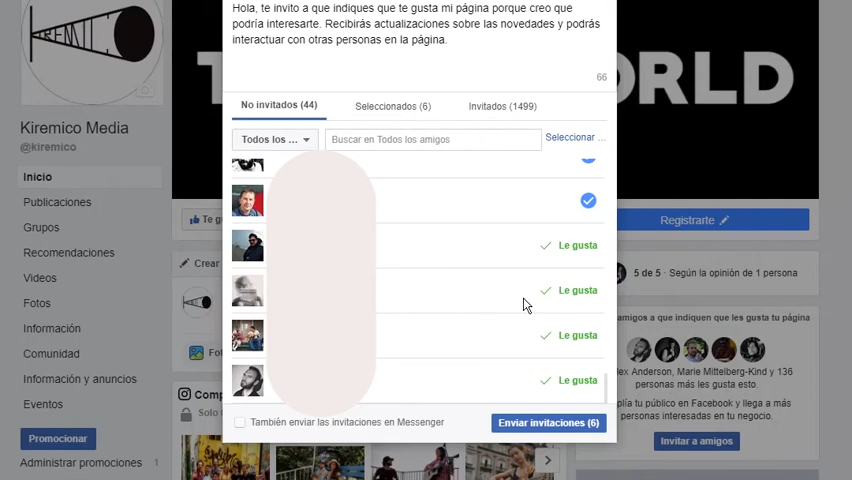 Hola, te invito a que indiques que te gusta mi página porque creo que
podría interesarte. Recibirás actualizaciones sobre las novedades y podrás
interactuar con otras personas en la página.
66
No invitados (44)
Seleccionados (6)
Invitados (1499)
Todos los ...
Buscar en Todos los amigos
Seleccionar ...
Le gusta
Le gusta
Le gusta
Le gusta
También enviar las invitaciones en Messenger
Enviar invitaciones (6)
Kiremico Media
@kiremico
Inicio
Publicaciones
Grupos
Recomendaciones
Videos
Fotos
Información
Comunidad
Información y anuncios
Eventos
Promocionar
Administrar promociones 1
Te g
Crear
Fot
Comp
Solo t
T
ORLD
Registrarte
5 de 5 · Según la opinión de 1 persona
amigos a que indiquen que les gusta tu página
lex Anderson, Marie Mittelberg-Kind y 136
personas más les gusta esto.
plía tu público en Facebook y llega a más
personas interesadas en tu negocio.
Invitar a amigos